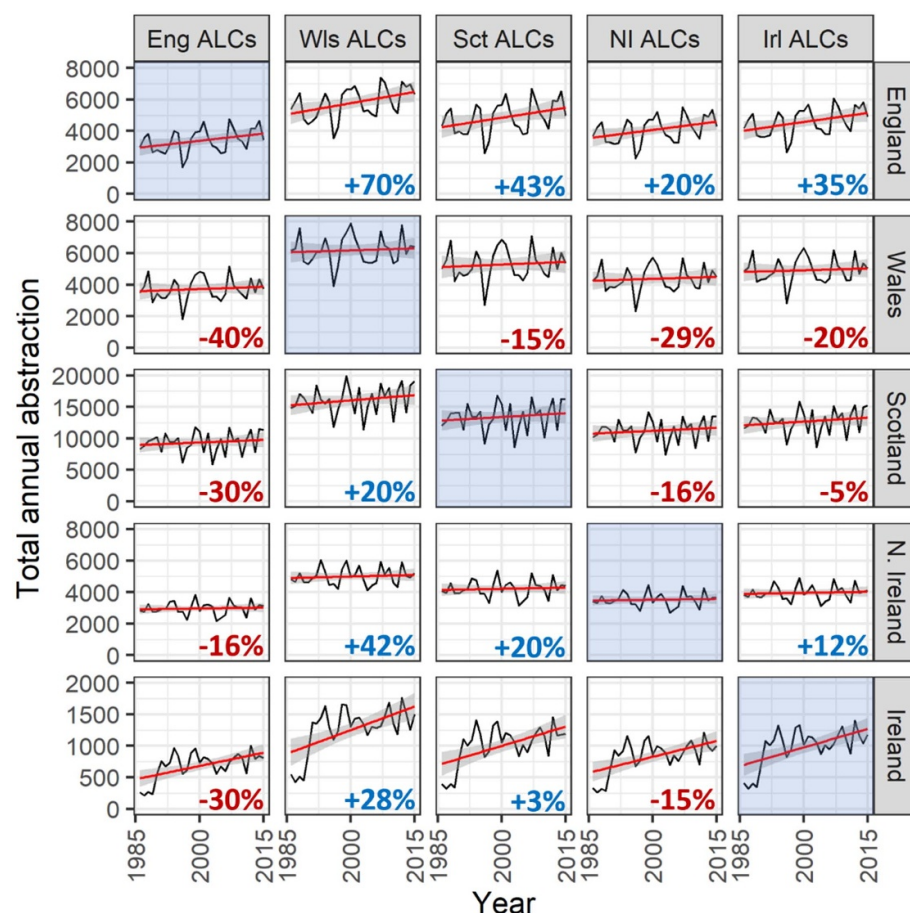 Eng ALCs Wls ALCs Sct ALCs NI ALCs Irl ALCs
8000
6000
4000
2000
0
+70% +43% +20% +35%
England
8000
6000
4000
2000
0
-40% -15% -29% -20%
Wales
20000
15000
10000
5000
0
-30% +20% -16% -5%
Scotland
8000
6000
4000
2000
0
-16% +42% +20% +12%
N. Ireland
2000
1500
1000
500
0
-30% +28% +3% -15%
Ireland
Total annual abstraction
1985 2000 2015 1985 2000 2015 1985 2000 2015 1985 2000 2015 1985 2000 2015
Year